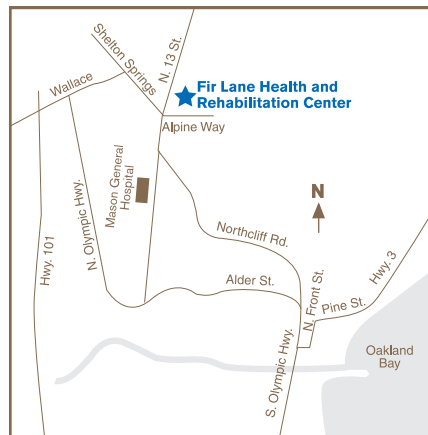 Shelton Springs
N. 13 St.
Wallace
Fir Lane Health and
Rehabilitation Center
Alpine Way
Mason General
Hospital
N
N. Olympic Hwy.
Northcliff Rd.
Hwy. 101
Hwy. 3
Alder St.
N. Front St.
Pine St.
Oakland
Bay
S. Olympic Hwy.